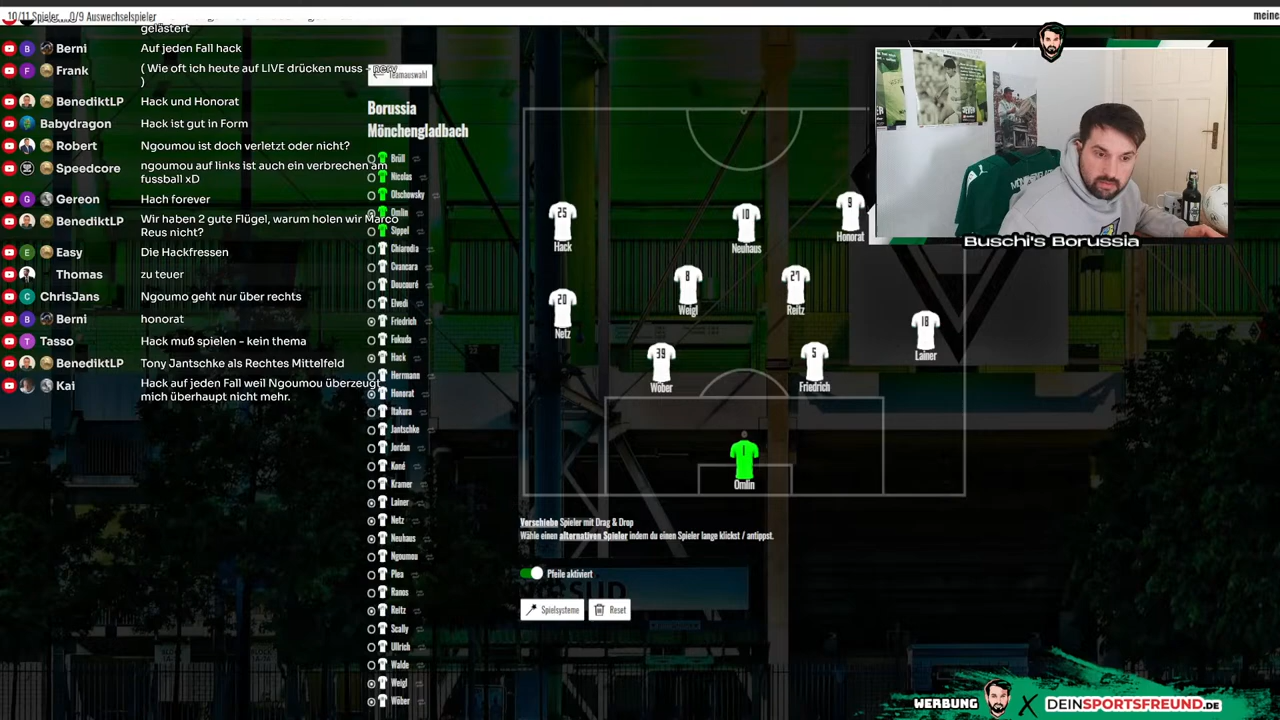 10/11 Spieler 0/9 Auswechselspieler
meine
gelästert
Berni Auf jeden Fall hack
Frank ( Wie oft ich heute auf die E drücken muss - nerv
)
BenediktLP Hack und Honorat
Babydragon Hack ist gut in Form
Robert Ngoumou ist doch verletzt oder nicht?
Speedcore ngoumou auf links ist auch ein verbrechen am
fussball xD
Gereon Hach forever
BenediktLP Wir haben 2 gute Flügel, warum holen wir Marco
Reus nicht?
Easy Die Hackfressen
Thomas zu teuer
ChrisJans Ngoumo geht nur über rechts
Berni honorat
Tasso Hack muß spielen - kein thema
BenediktLP Tony Jantschke als Rechtes Mittelfeld
Kai Hack auf jeden Fall weil Ngoumou überzeugt
mich überhaupt nicht mehr.
Teamauswahl
Borussia
Mönchengladbach
Brüll
Nicolas
Olschowsky
Omlin
Sippel
Chiarodia
Cvancara
Doucouré
Elvedi
Friedrich
Fukuda
Hack
Herrmann
Honorat
Itakura
Jantschke
Jordan
Koné
Kramer
Lainer
Netz
Neuhaus
Ngoumou
Plea
Ranos
Reitz
Scally
Ullrich
Walde
Weigl
Wöber
25
Hack
10
Neuhaus
9
Honorat
8
Weigl
27
Reitz
20
Netz
18
Lainer
39
Wöber
5
Friedrich
1
Omlin
Verschiebe Spieler mit Drag & Drop
Wähle einen alternativen Spieler indem du einen Spieler lange klickst / antippst.
Pfeile aktiviert
Spielsysteme
Reset
Buschi's Borussia
WERBUNG X DEINSPORTSFREUND.DE